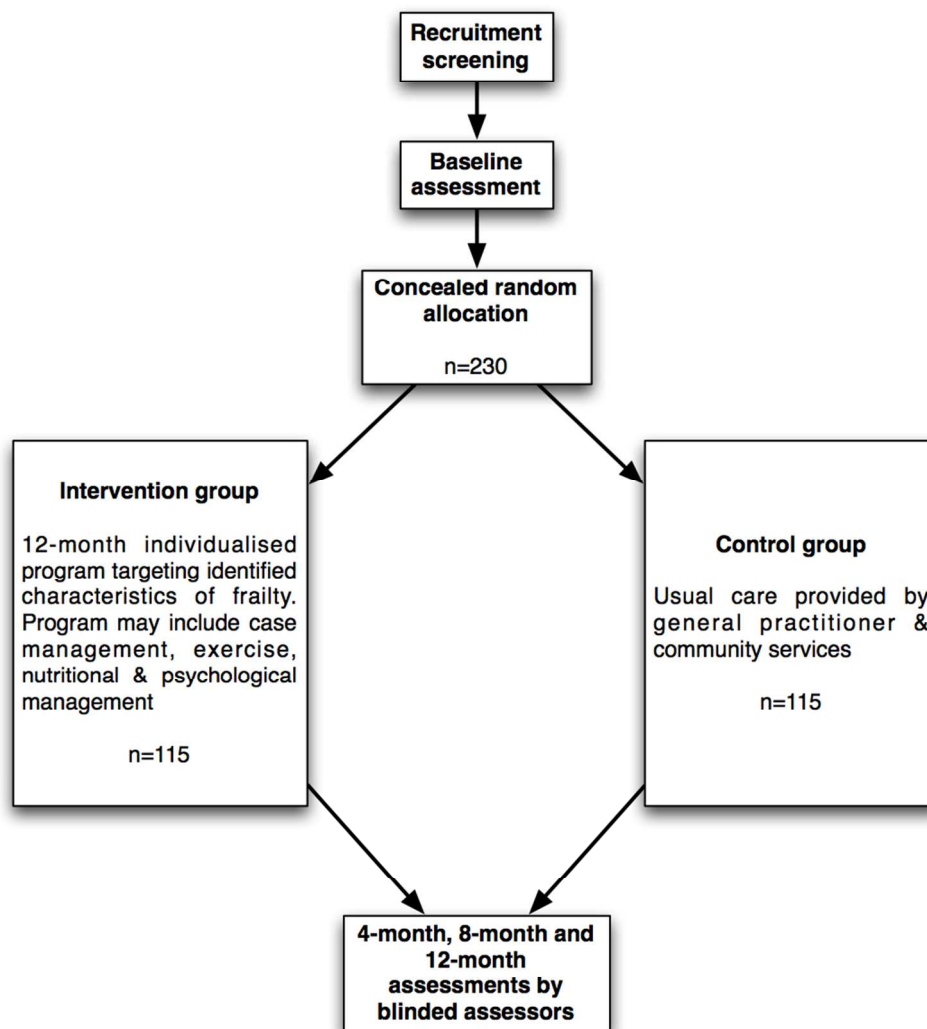 Recruitment
screening
Baseline
assessment
Concealed random
allocation
n=230
Intervention group
12-month individualised
program targeting identified
characteristics of frailty.
Program may include case
management, exercise,
nutritional & psychological
management
n=115
Control group
Usual care provided by
general practitioner &
community services
n=115
4-month, 8-month and
12-month
assessments by
blinded assessors